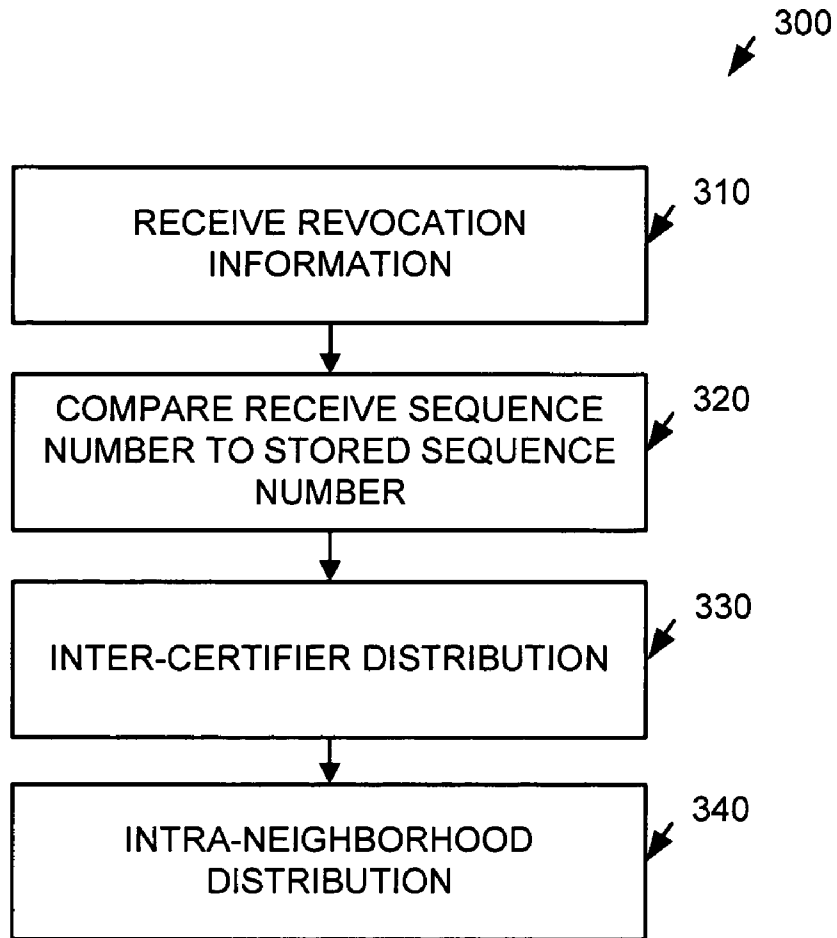 300
310
RECEIVE REVOCATION
INFORMATION
320
COMPARE RECEIVE SEQUENCE
NUMBER TO STORED SEQUENCE
NUMBER
330
INTER-CERTIFIER DISTRIBUTION
340
INTRA-NEIGHBORHOOD
DISTRIBUTION